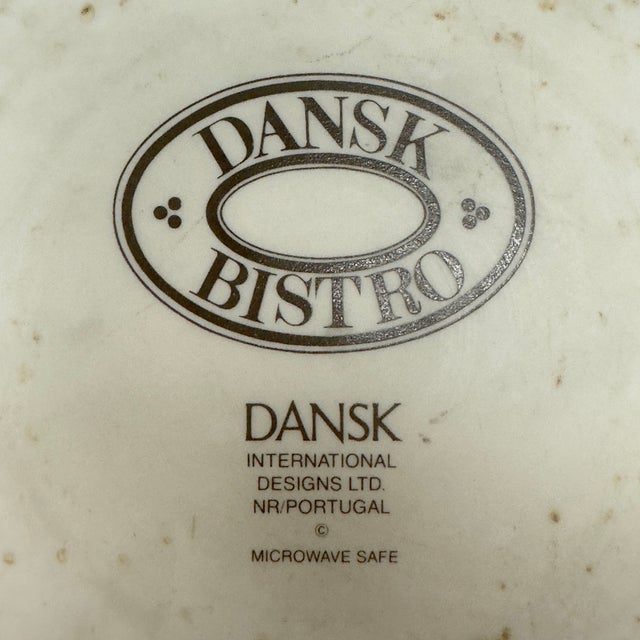 DANSK
BISTRO
DANSK
INTERNATIONAL
DESIGNS LTD.
NR/PORTUGAL
©
MICROWAVE SAFE